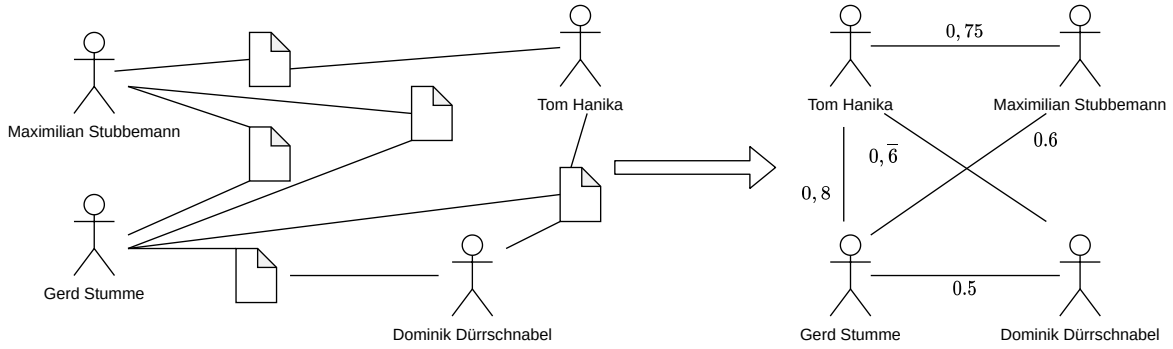 Maximilian Stubbemann
Tom Hanika
Gerd Stumme
Dominik Dürrschnabel
0, 75
Tom Hanika
Maximilian Stubbemann
0, 6̅
0.6
0, 8
0.5
Gerd Stumme
Dominik Dürrschnabel